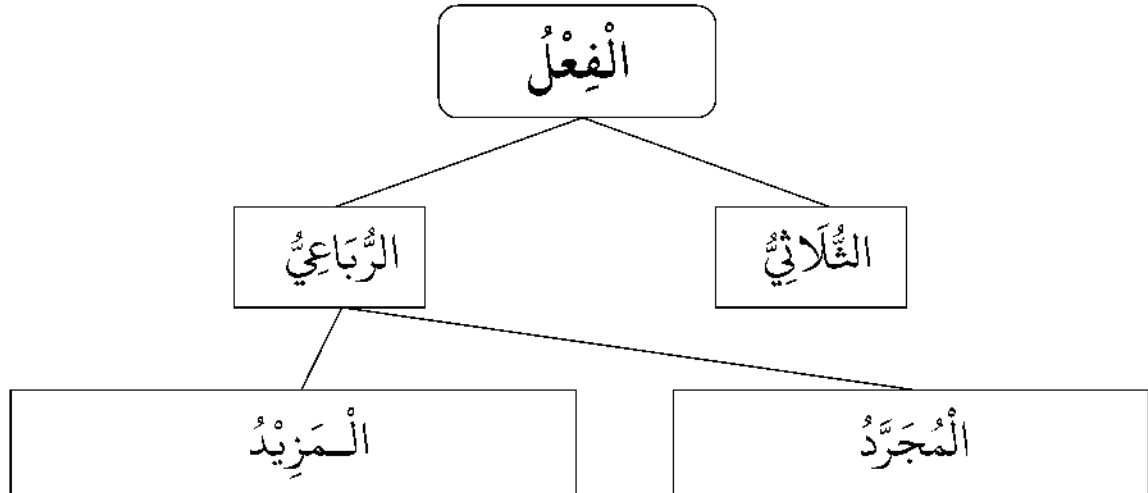 الْفِعْلُ
الثُّلَاثِيُّ
الرُّبَاعِيُّ
الْمُجَرَّدُ
الْـمَزِيْدُ